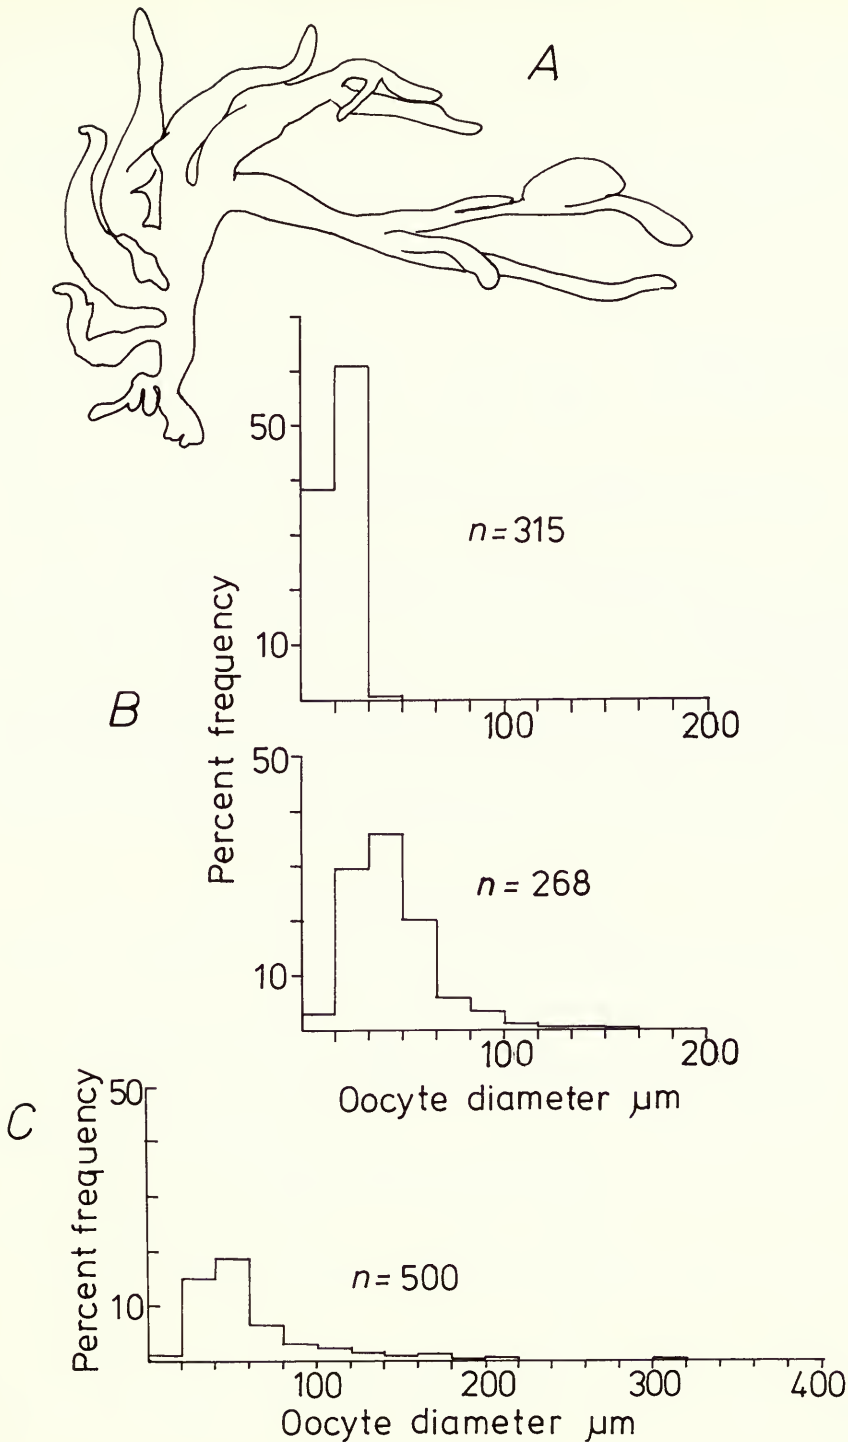 A
50
n=315
10
100
200
B
Percent frequency
50
n= 268
10
100
200
Oocyte diameter µm
C
Percent frequency
50
n=500
10
100
200
300
400
Oocyte diameter µm